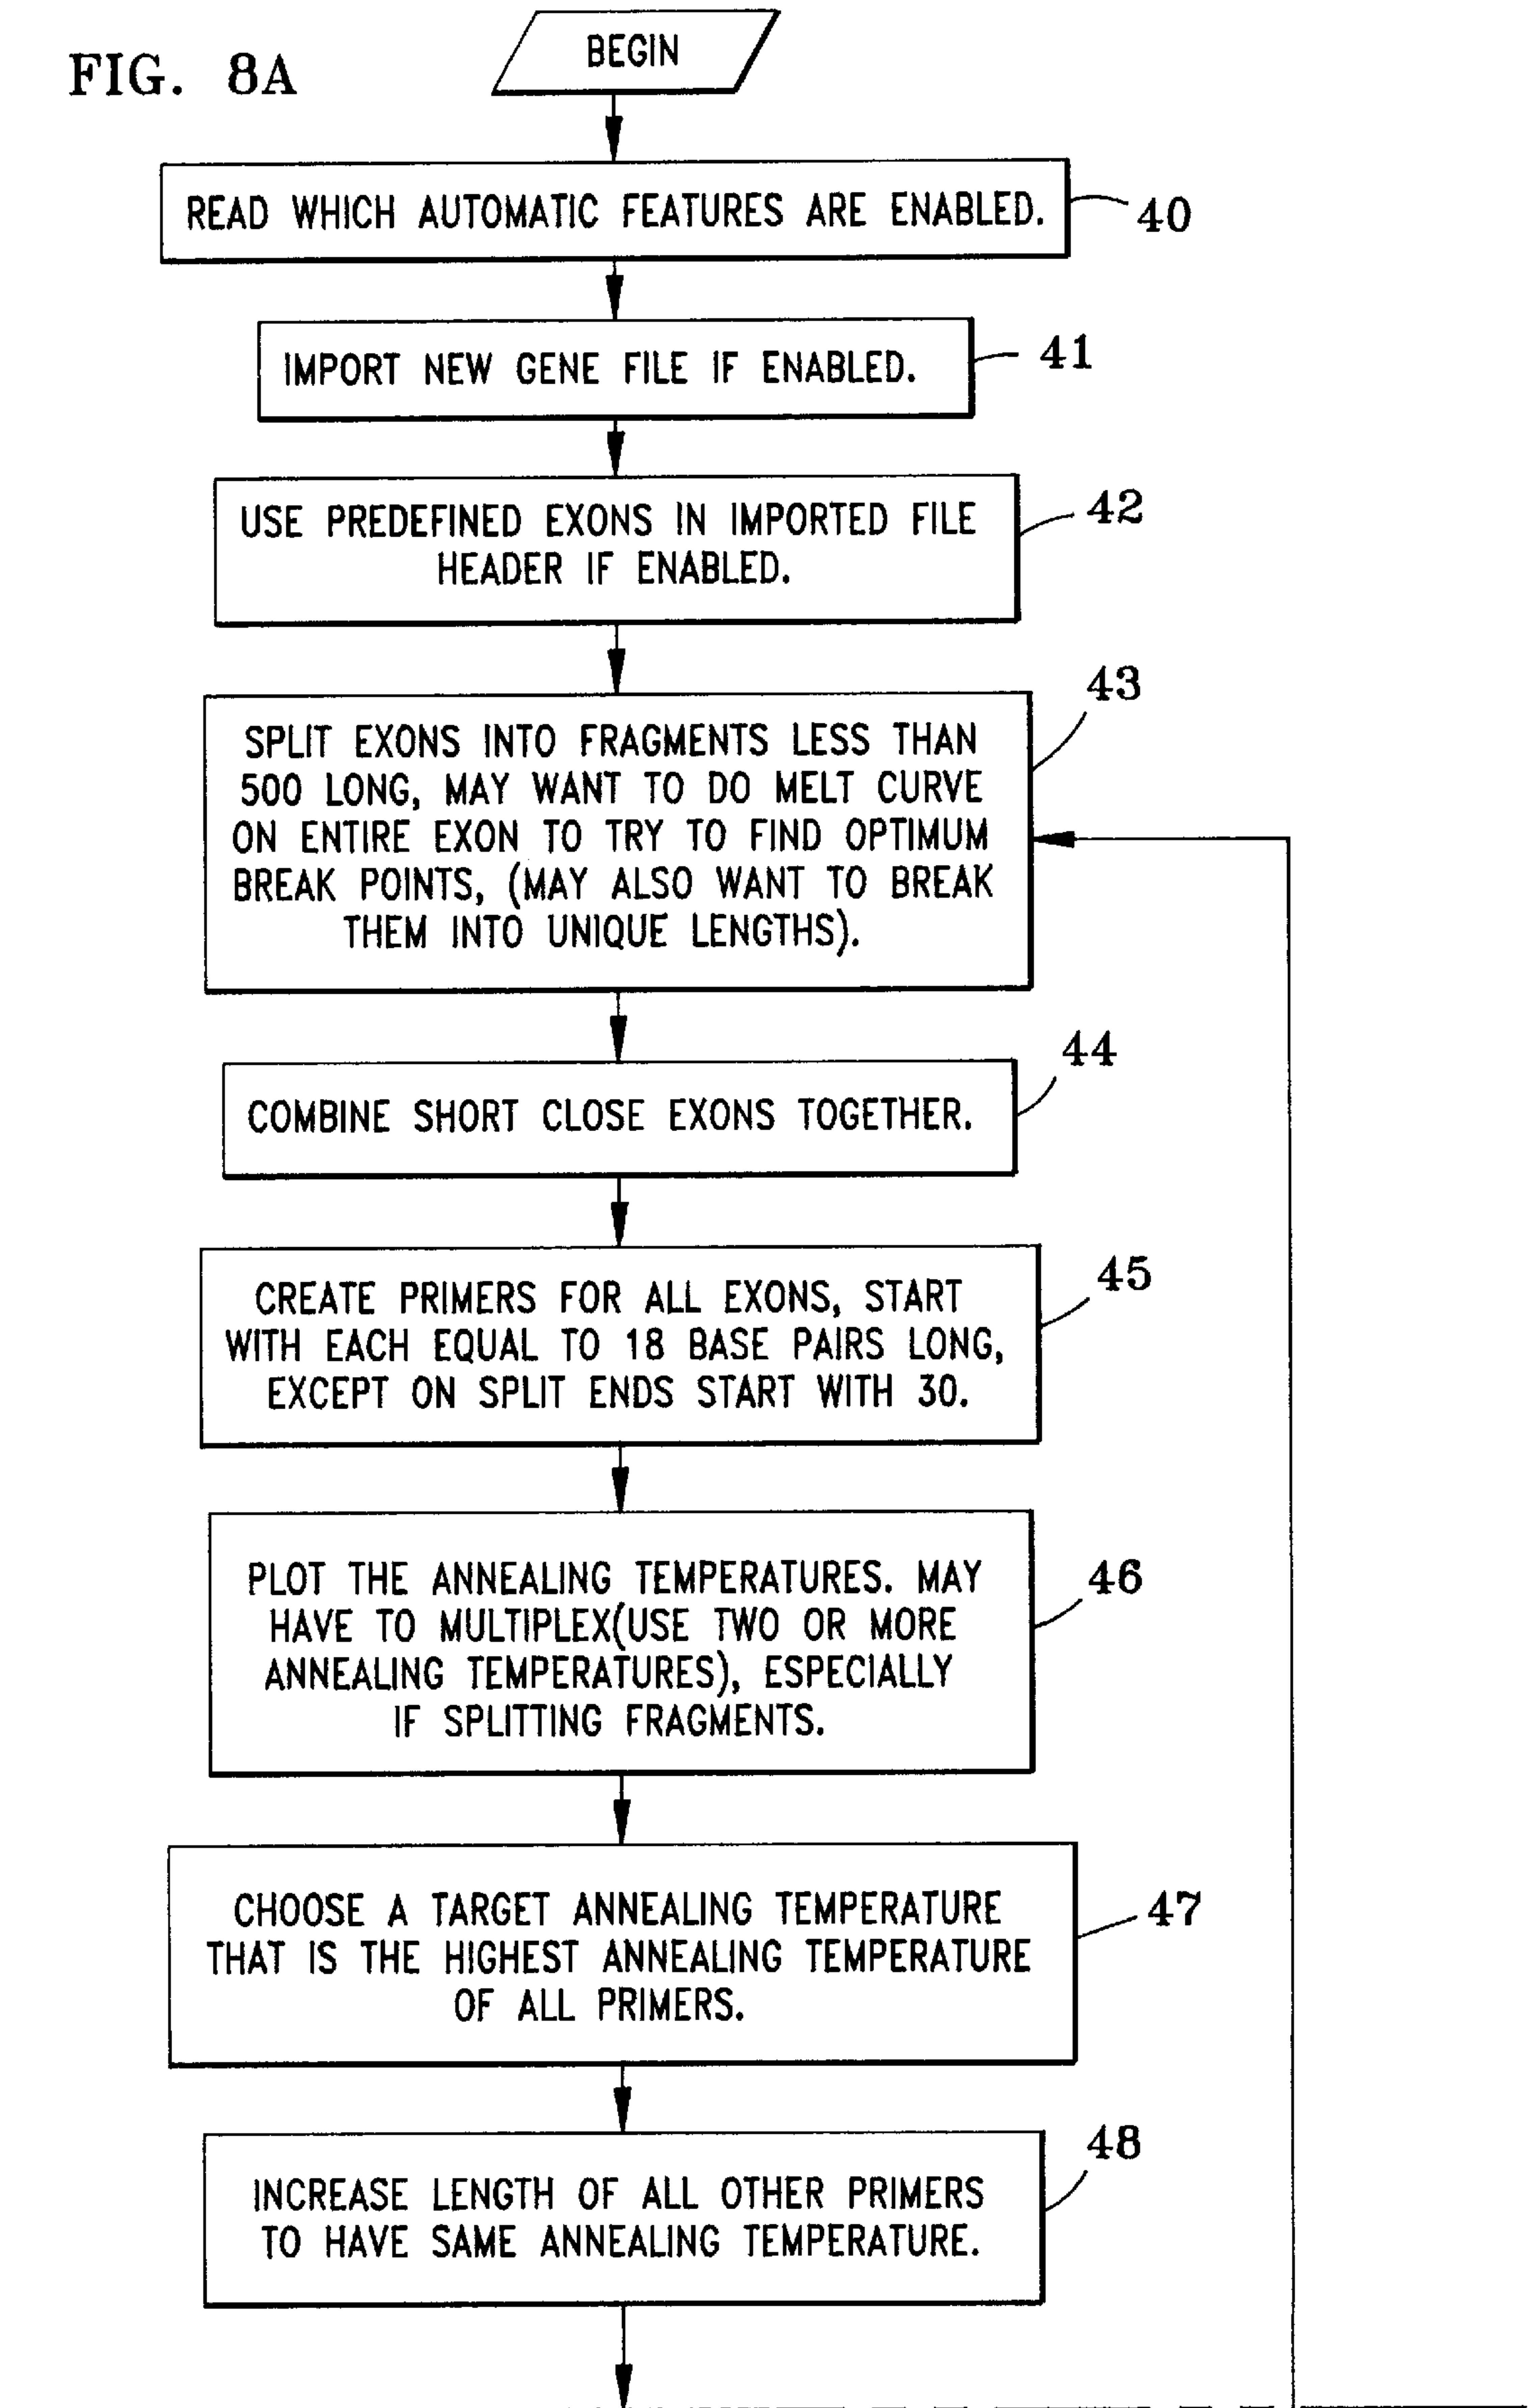 FIG. 8A
BEGIN
READ WHICH AUTOMATIC FEATURES ARE ENABLED.
40
IMPORT NEW GENE FILE IF ENABLED.
41
USE PREDEFINED EXONS IN IMPORTED FILE
HEADER IF ENABLED.
42
43
SPLIT EXONS INTO FRAGMENTS LESS THAN
500 LONG, MAY WANT TO DO MELT CURVE
ON ENTIRE EXON TO TRY TO FIND OPTIMUM
BREAK POINTS, (MAY ALSO WANT TO BREAK
THEM INTO UNIQUE LENGTHS).
44
COMBINE SHORT CLOSE EXONS TOGETHER.
45
CREATE PRIMERS FOR ALL EXONS, START
WITH EACH EQUAL TO 18 BASE PAIRS LONG,
EXCEPT ON SPLIT ENDS START WITH 30.
46
PLOT THE ANNEALING TEMPERATURES. MAY
HAVE TO MULTIPLEX(USE TWO OR MORE
ANNEALING TEMPERATURES), ESPECIALLY
IF SPLITTING FRAGMENTS.
47
CHOOSE A TARGET ANNEALING TEMPERATURE
THAT IS THE HIGHEST ANNEALING TEMPERATURE
OF ALL PRIMERS.
48
INCREASE LENGTH OF ALL OTHER PRIMERS
TO HAVE SAME ANNEALING TEMPERATURE.